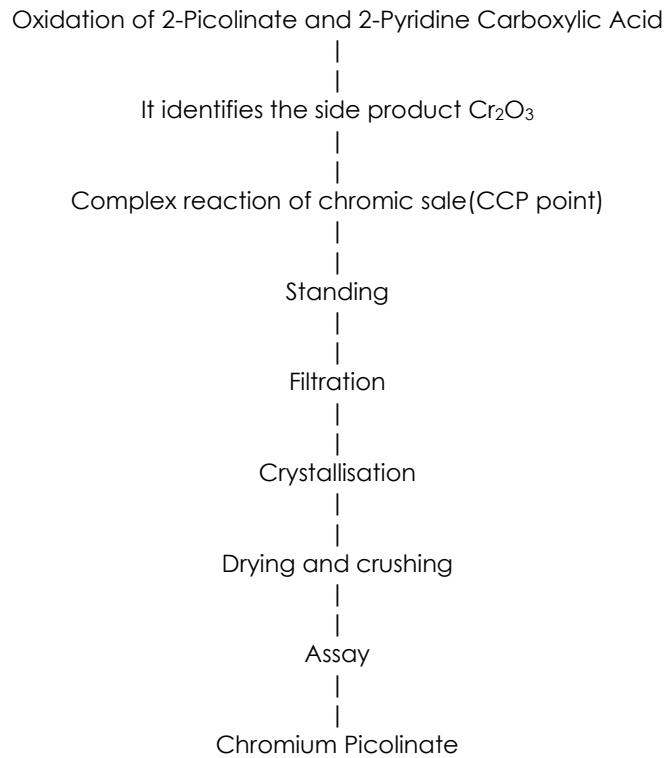 Oxidation of 2-Picolinate and 2-Pyridine Carboxylic Acid
It identifies the side product Cr₂O₃
Complex reaction of chromic sale(CCP point)
Standing
Filtration
Crystallisation
Drying and crushing
Assay
Chromium Picolinate